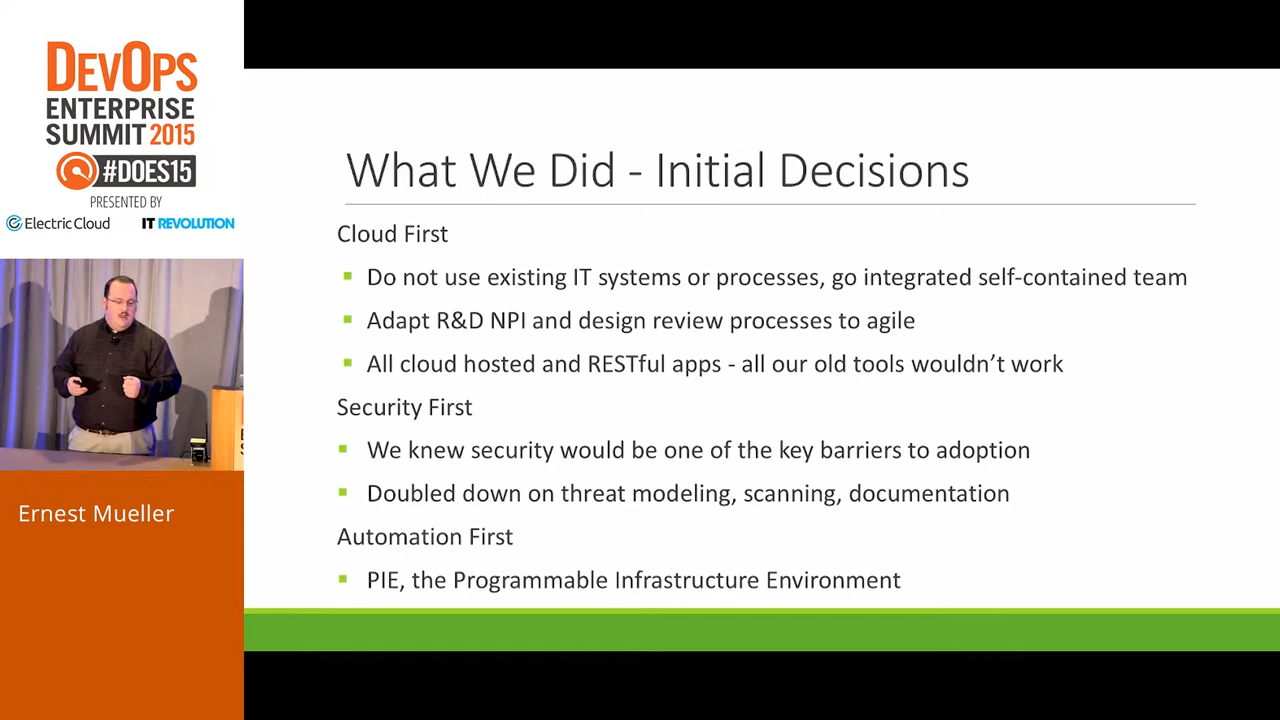 DEVOPS
ENTERPRISE
SUMMIT 2015
#DOES15
PRESENTED BY
ElectricCloud
IT REVOLUTION
Ernest Mueller
What We Did - Initial Decisions
Cloud First
Do not use existing IT systems or processes, go integrated self-contained team
Adapt R&D NPI and design review processes to agile
All cloud hosted and RESTful apps - all our old tools wouldn’t work
Security First
We knew security would be one of the key barriers to adoption
Doubled down on threat modeling, scanning, documentation
Automation First
PIE, the Programmable Infrastructure Environment